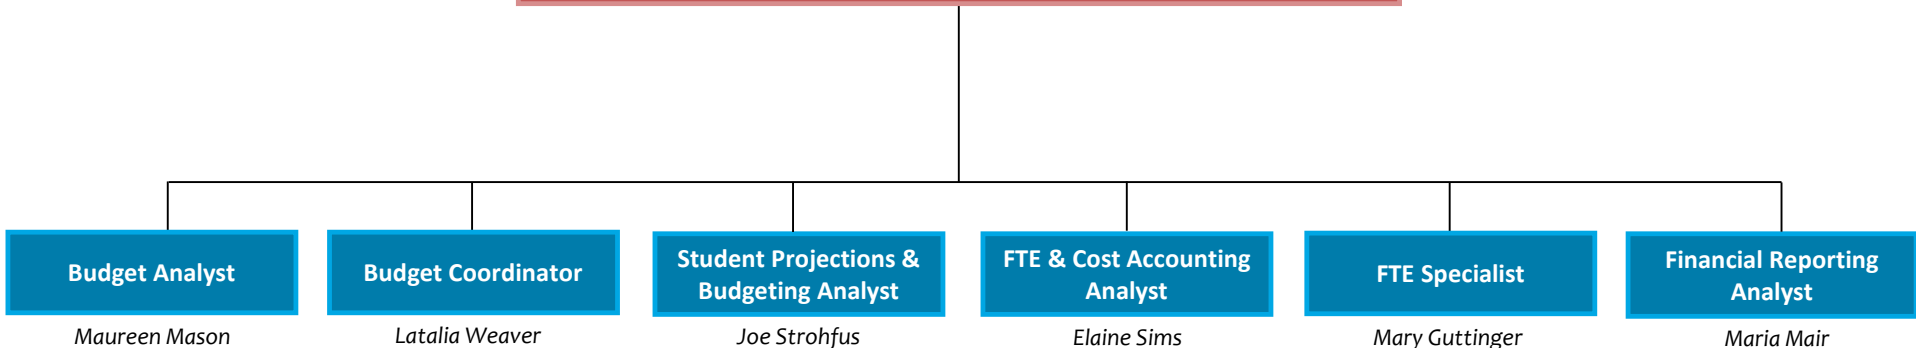 Budget Analyst
Budget Coordinator
Student Projections &
Budgeting Analyst
FTE & Cost Accounting
Analyst
FTE Specialist
Financial Reporting
Analyst
Maureen Mason
Latalia Weaver
Joe Strohfus
Elaine Sims
Mary Guttinger
Maria Mair